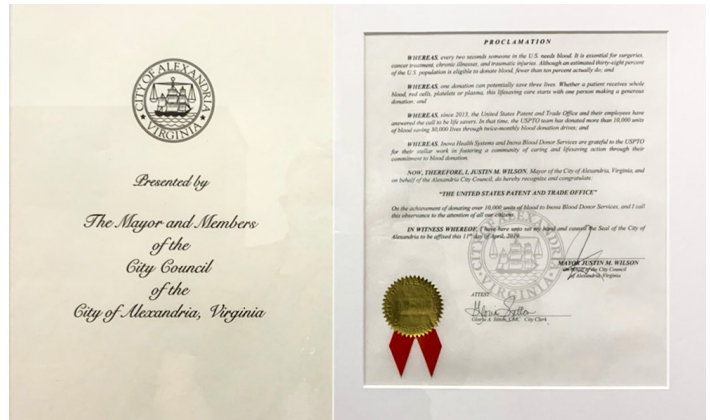 CITY OF ALEXANDRIA
VIRGINIA
Presented by
The Mayor and Members
of the
City Council
of the
City of Alexandria, Virginia
PROCLAMATION
WHEREAS, every two seconds someone in the U.S. needs blood. It is essential for surgeries,
cancer treatment, chronic illnesses, and traumatic injuries. Although an estimated thirty-eight percent
of the U.S. population is eligible to donate blood, fewer than ten percent actually do; and
WHEREAS, one donation can potentially save three lives. Whether a patient receives whole
blood, red cells, platelets or plasma, this lifesaving care starts with one person making a generous
donation; and
WHEREAS, since 2013, the United States Patent and Trade Office and their employees have
answered the call to be life savers. In that time, the USPTO team has donated more than 10,000 units
of blood saving 30,000 lives through twice-monthly blood donation drives; and
WHEREAS, Inova Health Systems and Inova Blood Donor Services are grateful to the USPTO
for their stellar work in fostering a community of caring and lifesaving action through their
commitment to blood donation.
NOW, THEREFORE, I, JUSTIN M. WILSON, Mayor of the City of Alexandria, Virginia, and
on behalf of the Alexandria City Council, do hereby recognize and congratulate:
"THE UNITED STATES PATENT AND TRADE OFFICE"
On the achievement of donating over 10,000 units of blood to Inova Blood Donor Services, and I call
this observance to the attention of all our citizens.
IN WITNESS WHEREOF, I have here unto set my hand and caused the Seal of the City of
Alexandria to be affixed this 11th day of April, 2019.
CITY OF ALEXANDRIA
VIRGINIA
MAYOR JUSTIN M. WILSON
on behalf of the City Council
of Alexandria, Virginia
ATTEST:
Gloria A. Sitton, CMC City Clerk